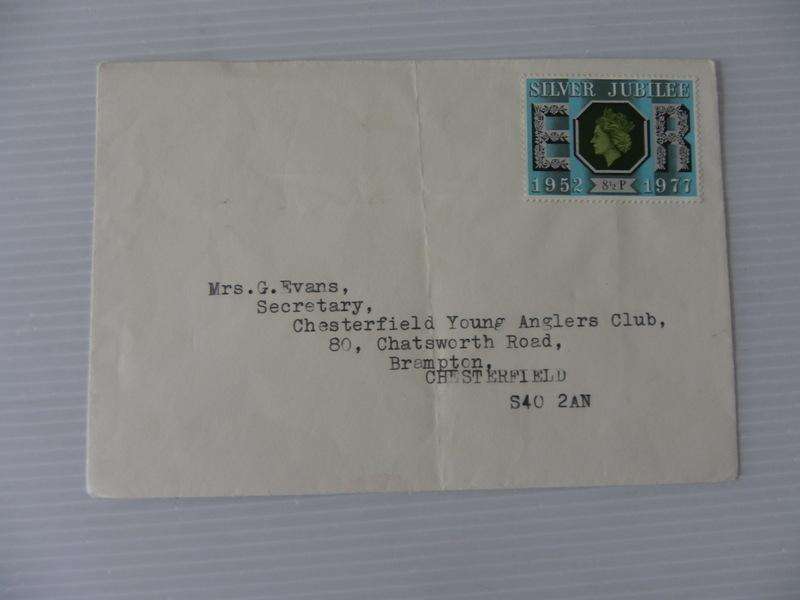 SILVER JUBILEE
E R
1952 8½P 1977
Mrs.G.Evans,
Secretary,
Chesterfield Young Anglers Club,
80, Chatsworth Road,
Brampton,
CHESTERFIELD
S40 2AN